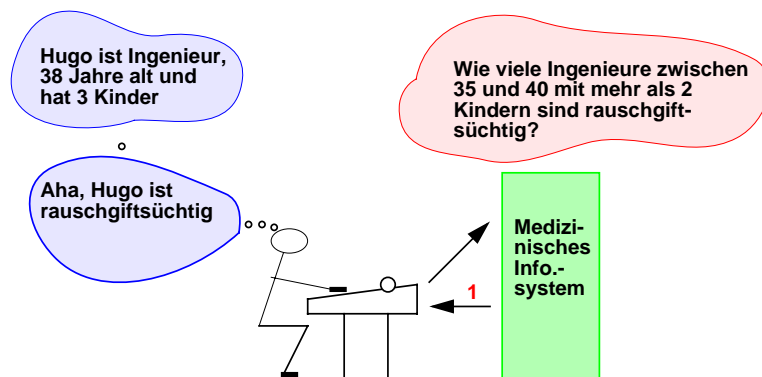 Hugo ist Ingenieur,
38 Jahre alt und
hat 3 Kinder
Wie viele Ingenieure zwischen
35 und 40 mit mehr als 2
Kindern sind rauschgift-
süchtig?
Aha, Hugo ist
rauschgiftsüchtig
Medizi-
nisches
Info.-
system
1